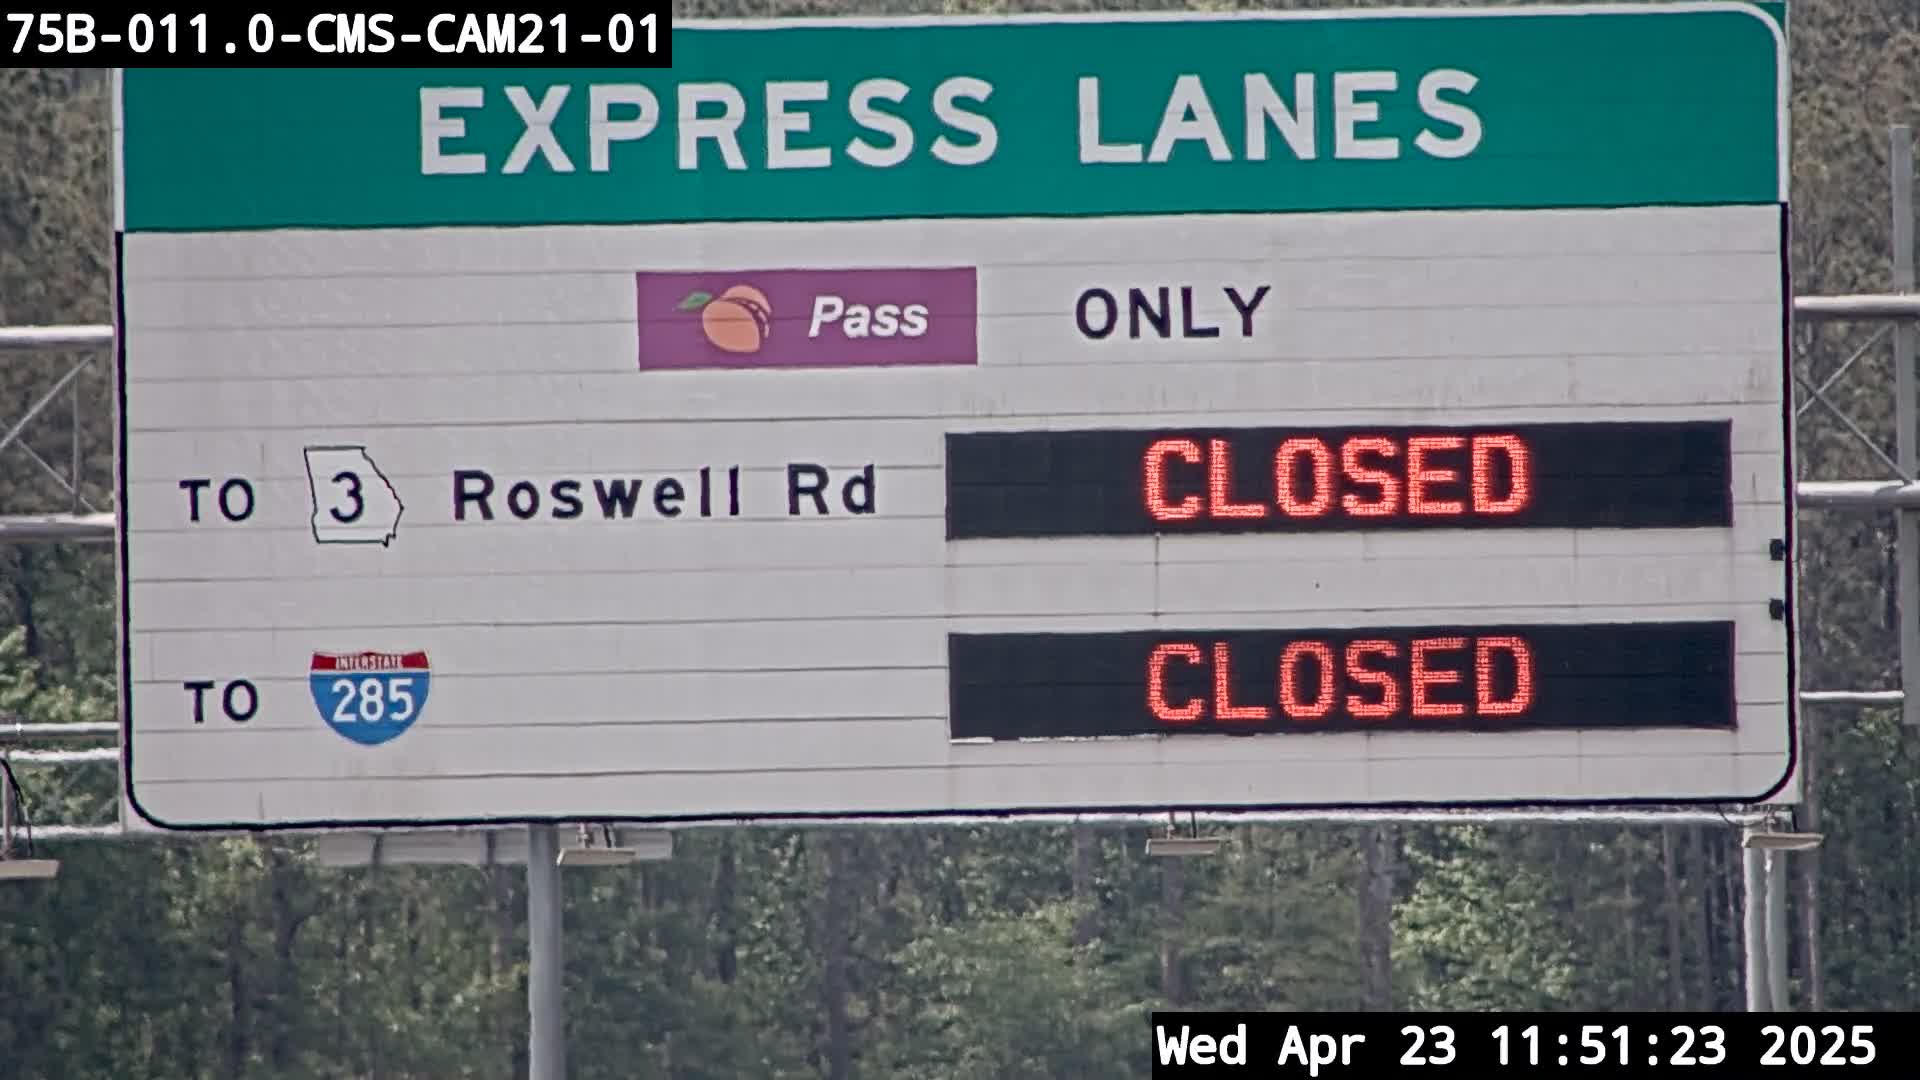 75B-011.0-CMS-CAM21-01
EXPRESS LANES
Pass ONLY
TO 3 Roswell Rd CLOSED
TO INTERSTATE 285 CLOSED
Wed Apr 23 11:51:23 2025